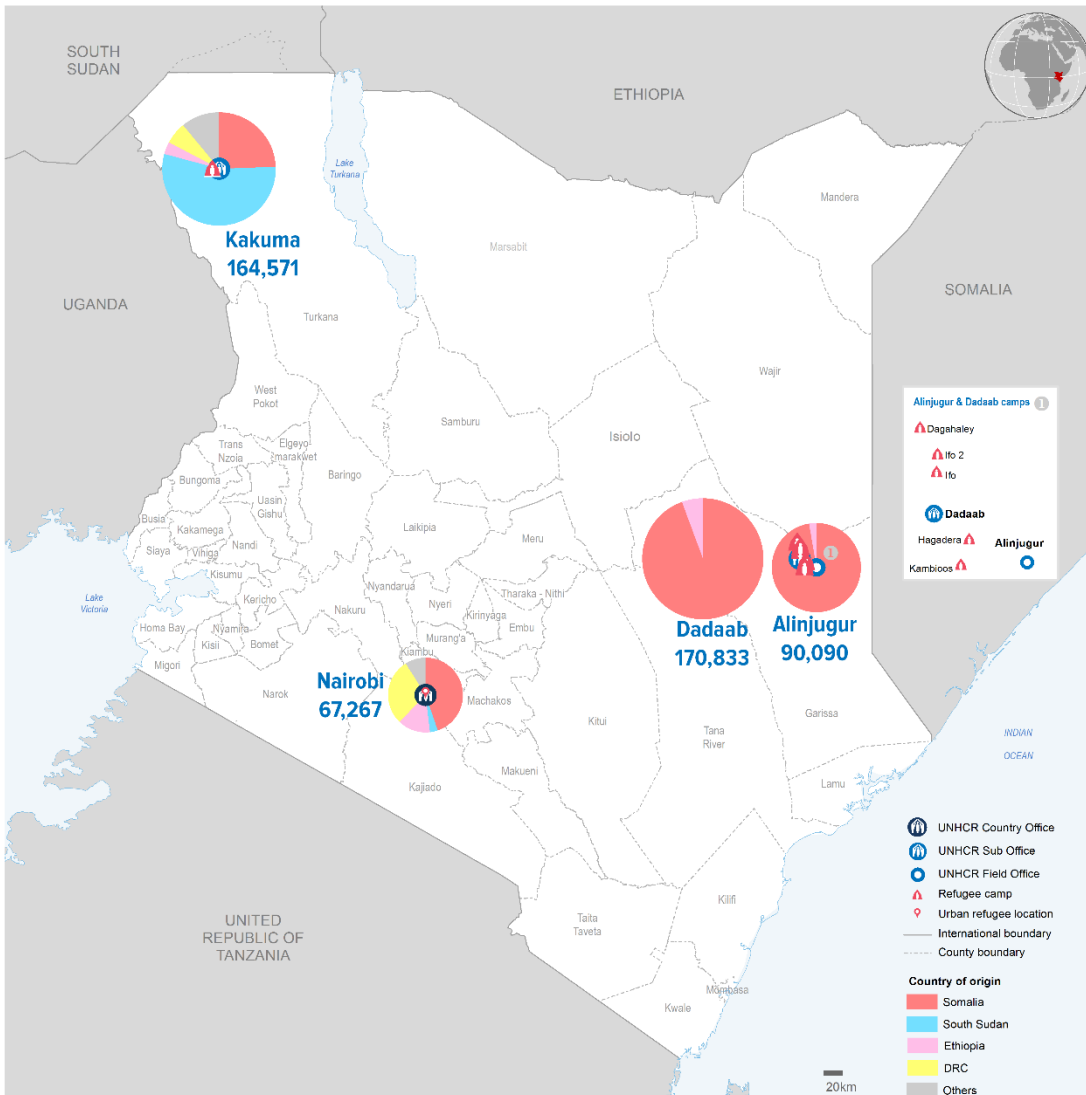 SOUTH
SUDAN
ETHIOPIA
Lake
Turkana
Mandera
Kakuma
164,571
Marsabit
UGANDA
SOMALIA
Turkana
Wajir
West
Pokot
Samburu
Isiolo
Trans
Nzoia
Elgeyo
marakwet
Baringo
Bungoma
Uasin
Gishu
Busia
Kakamega
Laikipia
Meru
Siaya
Vihiga
Nandi
Kisumu
Nyandarua
Tharaka - Nithi
Lake
Victoria
Kericho
Nakuru
Nyeri
Kirinyaga
Embu
Homa Bay
Nyamira
Murang'a
Kisii
Bomet
Kiambu
Migori
Narok
Nairobi
67,267
Machakos
Kitui
Dadaab
170,833
Alinjugur
90,090
1
Tana
River
Garissa
Makueni
Kajiado
Lamu
INDIAN
OCEAN
UNITED
REPUBLIC OF
TANZANIA
Taita
Taveta
Kilifi
Mombasa
Kwale
20km
Alinjugur & Dadaab camps 1
Dagahaley
Ifo 2
Ifo
Dadaab
Hagadera
Alinjugur
Kambioos
UNHCR Country Office
UNHCR Sub Office
UNHCR Field Office
Refugee camp
Urban refugee location
International boundary
County boundary
Country of origin
Somalia
South Sudan
Ethiopia
DRC
Others